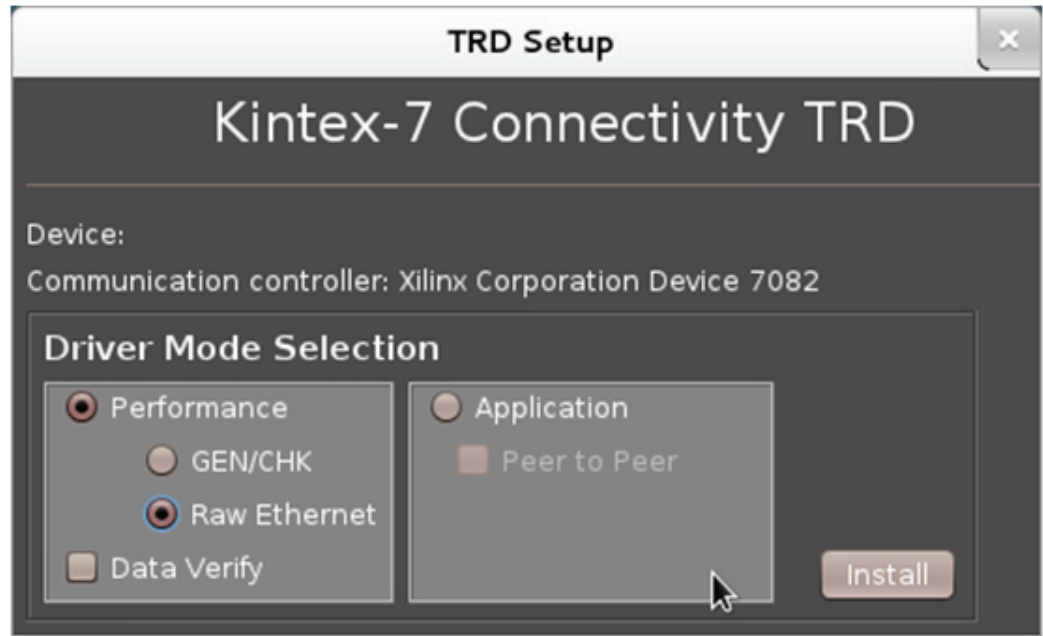 TRD Setup
Kintex-7 Connectivity TRD
Device:
Communication controller: Xilinx Corporation Device 7082
Driver Mode Selection
Performance
GEN/CHK
Raw Ethernet
Data Verify
Application
Peer to Peer
Install